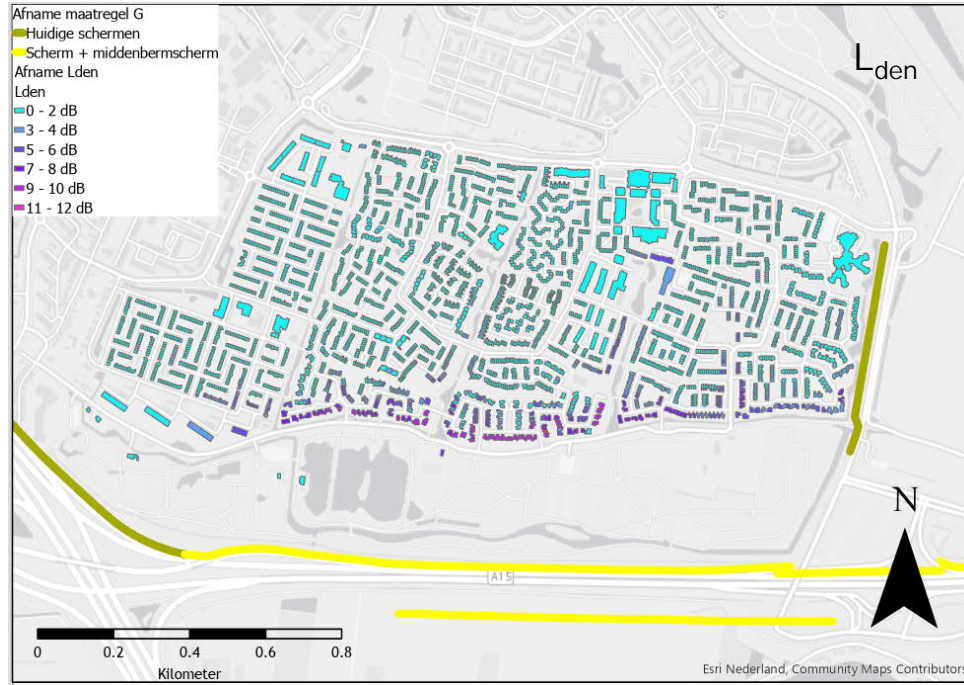 Afname maatregel G
Huidige schermen
Scherm + middenbermscherm
Afname Lden
Lden
0 - 2 dB
3 - 4 dB
5 - 6 dB
7 - 8 dB
9 - 10 dB
11 - 12 dB
Lden
N
A15
0 0.2 0.4 0.6 0.8
Kilometer
Esri Nederland, Community Maps Contributors